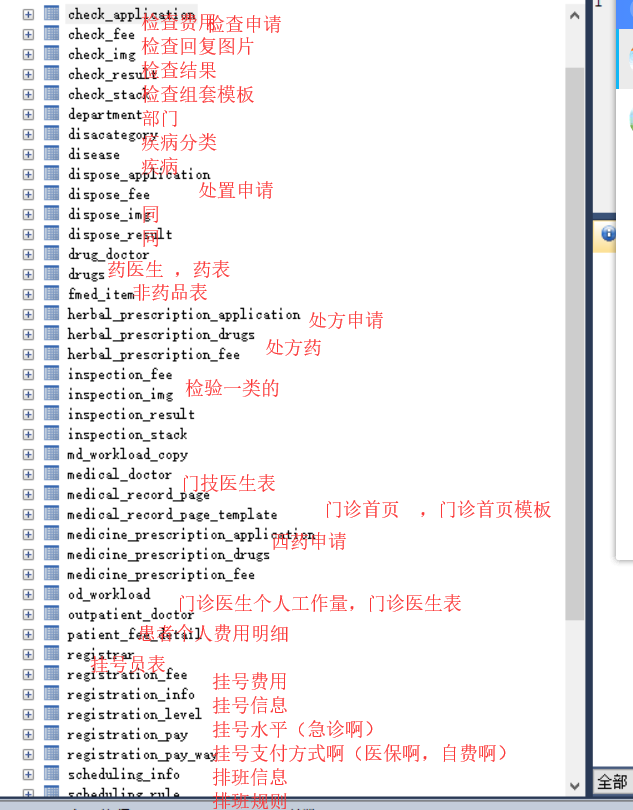 check_application
检查费用 检查申请
check_fee
检查回复图片
check_img
检查结果
check_result
检查组套模板
check_stack
department
部门
disacategory
疾病分类
disease
疾病
dispose_application
处置申请
dispose_fee
dispose_img
同
dispose_result
同
drug_doctor
drugs
药医生 ，药表
fmed_item
非药品表
herbal_prescription_application
处方申请
herbal_prescription_drugs
处方药
herbal_prescription_fee
inspection_fee
inspection_img
检验一类的
inspection_result
inspection_stack
md_workload_copy
medical_doctor
门技医生表
medical_record_page
medical_record_page_template
门诊首页 ，门诊首页模板
medicine_prescription_application
西药申请
medicine_prescription_drugs
medicine_prescription_fee
od_workload
门诊医生个人工作量，门诊医生表
outpatient_doctor
patient_fee_detail
患者个人费用明细
registrar
挂号员表
registration_fee
挂号费用
registration_info
挂号信息
registration_level
挂号水平（急诊啊）
registration_pay
registration_pay_way
挂号支付方式啊（医保啊，自费啊）
scheduling_info
排班信息
scheduling_rule
排班规则
1
全部